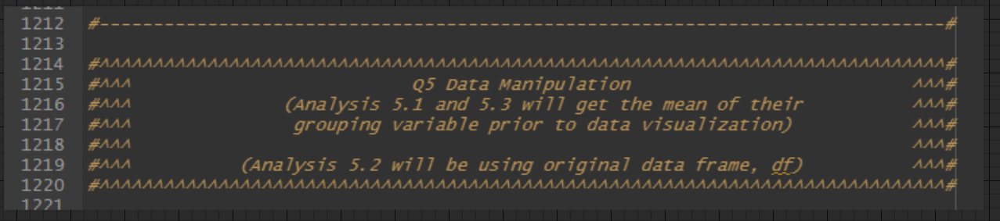 1212 #-------------------------------------------------------------------------------#
1213
1214 #^^^^^^^^^^^^^^^^^^^^^^^^^^^^^^^^^^^^^^^^^^^^^^^^^^^^^^^^^^^^^^^^^^^^^^^^^^^^^^^#
1215 #^^^ Q5 Data Manipulation ^^^#
1216 #^^^ (Analysis 5.1 and 5.3 will get the mean of their ^^^#
1217 #^^^ grouping variable prior to data visualization) ^^^#
1218 #^^^ ^^^#
1219 #^^^ (Analysis 5.2 will be using original data frame, df) ^^^#
1220 #^^^^^^^^^^^^^^^^^^^^^^^^^^^^^^^^^^^^^^^^^^^^^^^^^^^^^^^^^^^^^^^^^^^^^^^^^^^^^^^#
1221